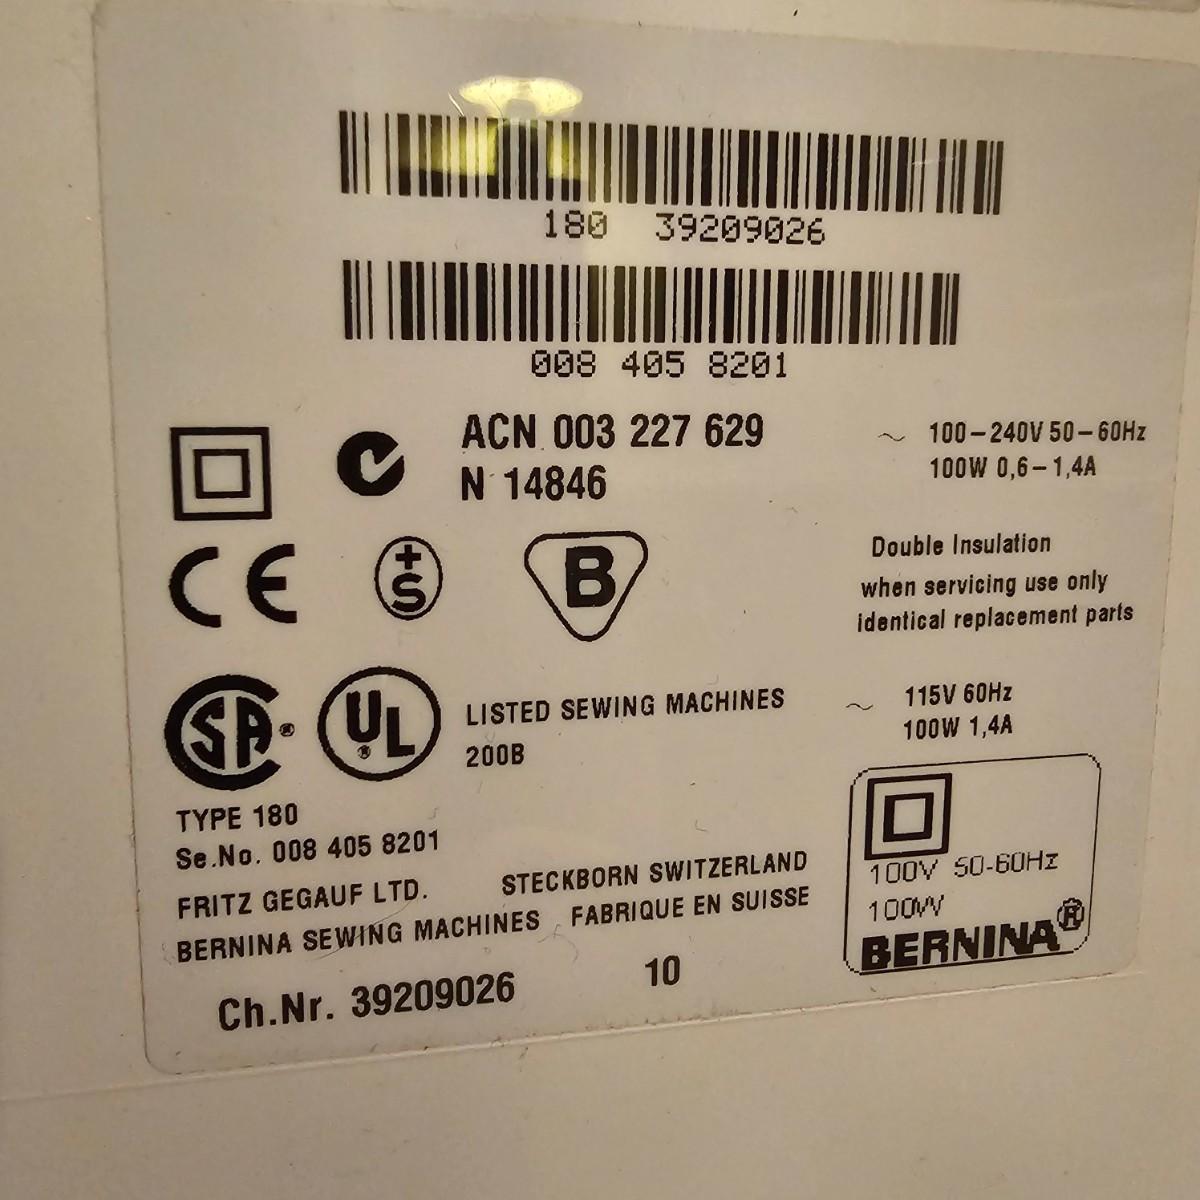 180 39209026
008 405 8201
ACN 003 227 629
N 14846
~ 100-240V 50-60Hz
100W 0,6-1,4A
CE
+S
B
Double Insulation
when servicing use only
identical replacement parts
SA®
UL®
LISTED SEWING MACHINES
200B
~ 115V 60Hz
100W 1,4A
TYPE 180
Se.No. 008 405 8201
FRITZ GEGAUF LTD. STECKBORN SWITZERLAND
BERNINA SEWING MACHINES FABRIQUE EN SUISSE
Ch.Nr. 39209026 10
100V 50-60Hz
100W
BERNINA®